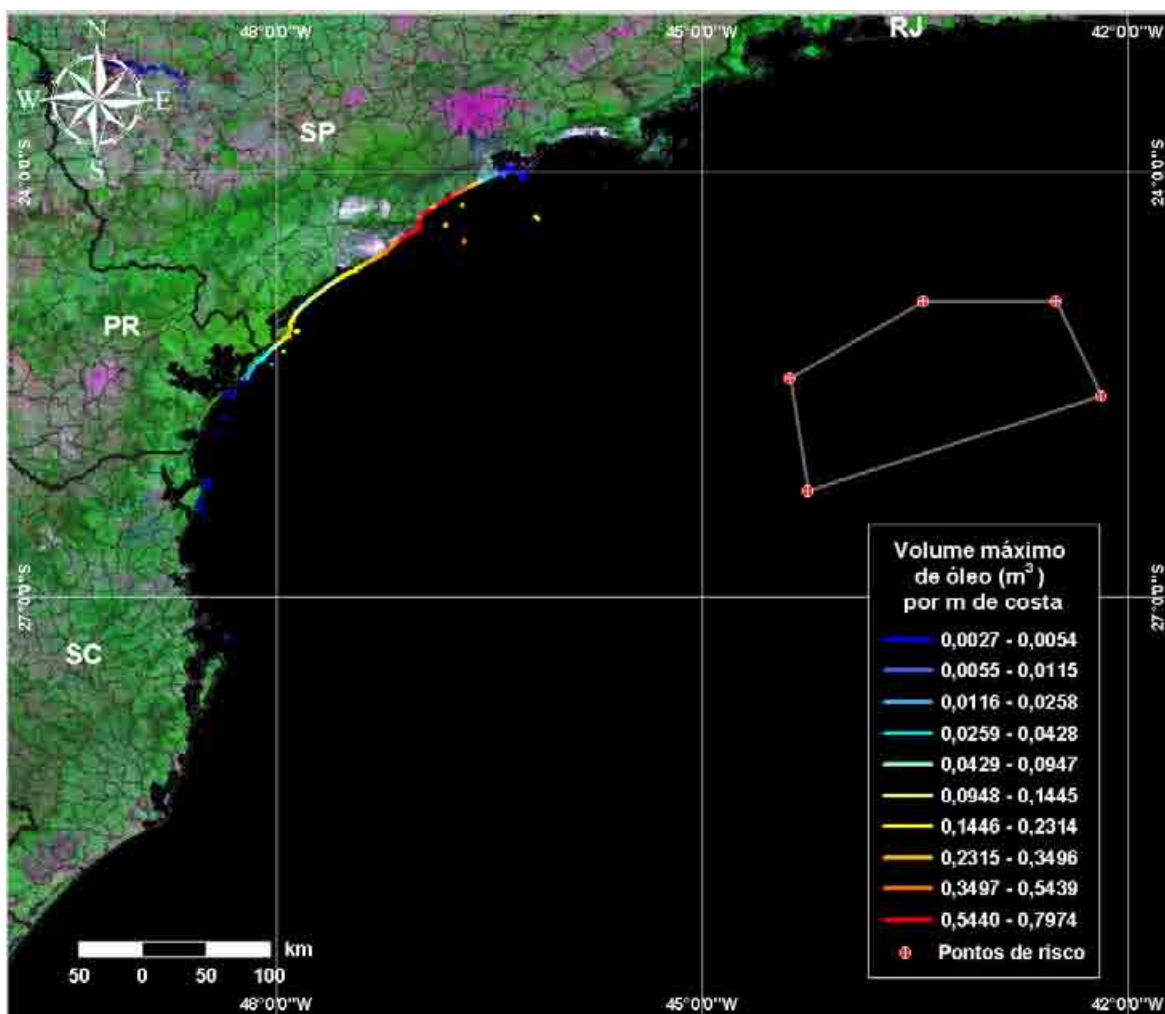 48°0'0"W 45°0'0"W 42°0'0"W
RJ
N
W E
S
SP
24°0'0"S
24°0'0"S
PR
SC
27°0'0"S
27°0'0"S
Volume máximo
de óleo (m³)
por m de costa
0,0027 - 0,0054
0,0055 - 0,0115
0,0116 - 0,0258
0,0259 - 0,0428
0,0429 - 0,0947
0,0948 - 0,1445
0,1446 - 0,2314
0,2315 - 0,3496
0,3497 - 0,5439
0,5440 - 0,7974
Pontos de risco
km
50 0 50 100
48°0'0"W 45°0'0"W 42°0'0"W